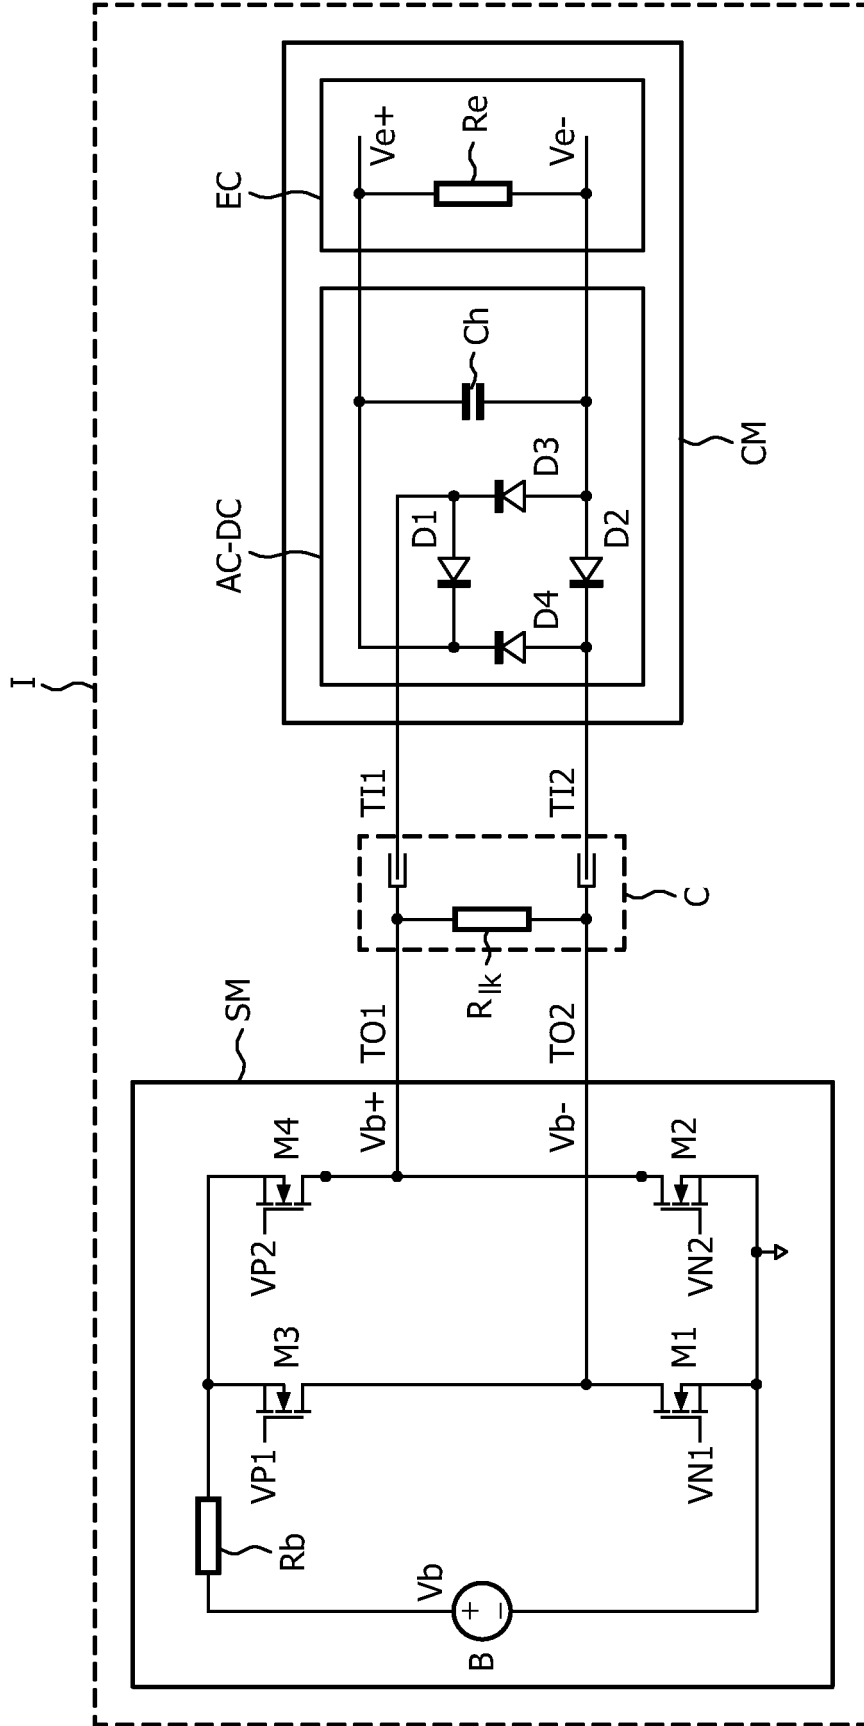 I
SM
AC-DC
EC
B
Vb
+
−
Rb
VP1
M3
VP2
M4
VN1
M1
VN2
M2
Vb+
Vb-
TO1
TO2
Rlk
C
TI1
TI2
D1
D4
D3
D2
Ch
Ve+
Re
Ve-
CM